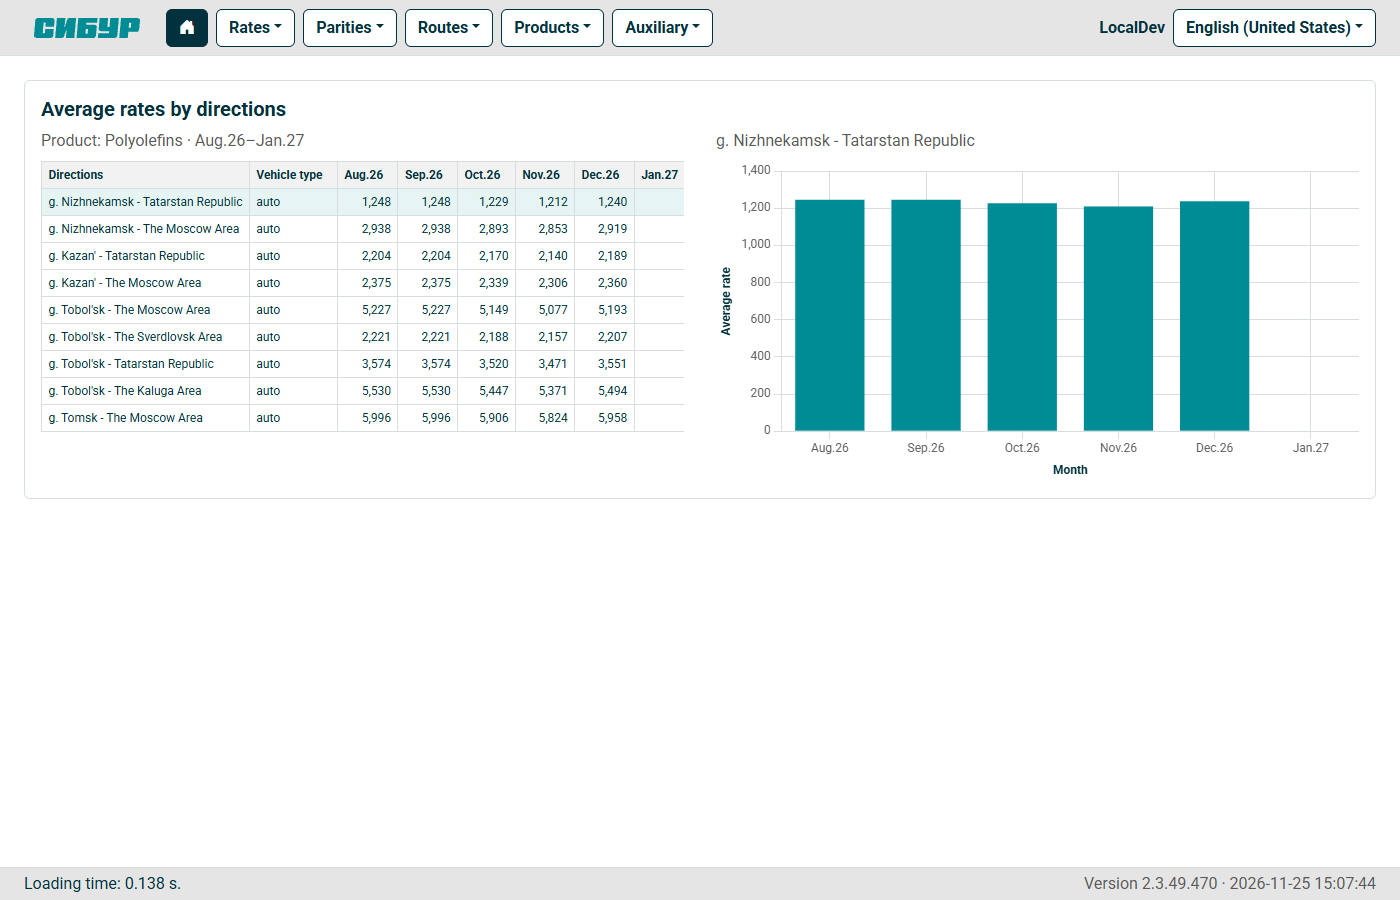 СИБУР Rates Parities Routes Products Auxiliary LocalDev English (United States)
Average rates by directions
Product: Polyolefins · Aug.26–Jan.27
Directions Vehicle type Aug.26 Sep.26 Oct.26 Nov.26 Dec.26 Jan.27
g. Nizhnekamsk - Tatarstan Republic auto 1,248 1,248 1,229 1,212 1,240
g. Nizhnekamsk - The Moscow Area auto 2,938 2,938 2,893 2,853 2,919
g. Kazan' - Tatarstan Republic auto 2,204 2,204 2,170 2,140 2,189
g. Kazan' - The Moscow Area auto 2,375 2,375 2,339 2,306 2,360
g. Tobol'sk - The Moscow Area auto 5,227 5,227 5,149 5,077 5,193
g. Tobol'sk - The Sverdlovsk Area auto 2,221 2,221 2,188 2,157 2,207
g. Tobol'sk - Tatarstan Republic auto 3,574 3,574 3,520 3,471 3,551
g. Tobol'sk - The Kaluga Area auto 5,530 5,530 5,447 5,371 5,494
g. Tomsk - The Moscow Area auto 5,996 5,996 5,906 5,824 5,958
g. Nizhnekamsk - Tatarstan Republic
1,400
1,200
1,000
800
600
400
200
0
Average rate
Aug.26 Sep.26 Oct.26 Nov.26 Dec.26 Jan.27
Month
Loading time: 0.138 s.
Version 2.3.49.470 · 2026-11-25 15:07:44